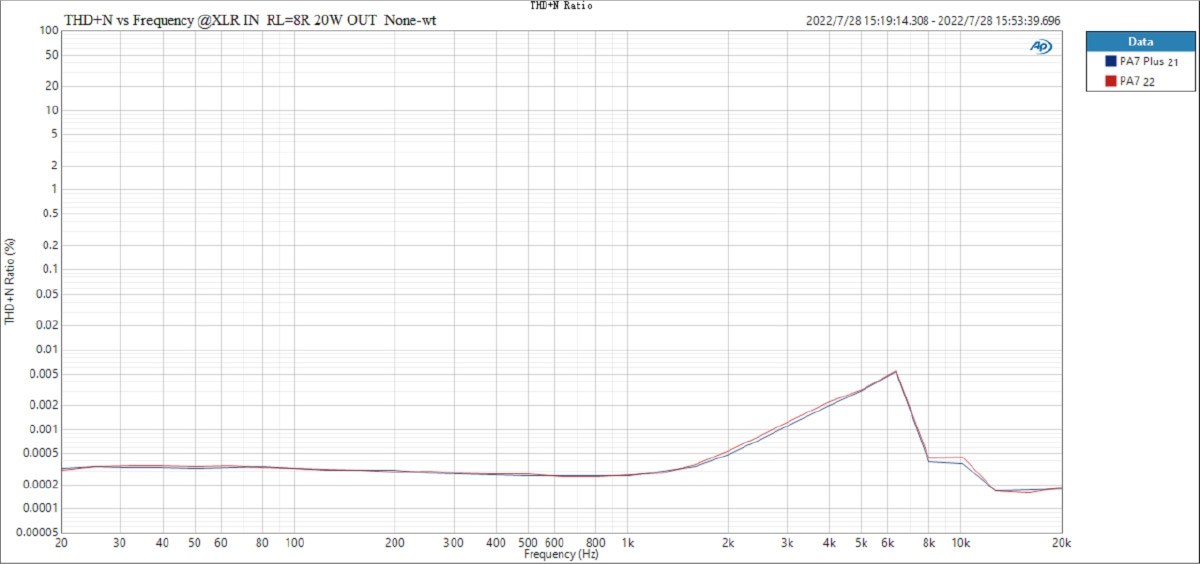 THD+N Ratio
THD+N vs Frequency @XLR IN RL=8R 20W OUT None-wt
2022/7/28 15:19:14.308 - 2022/7/28 15:53:39.696
AP
Data
PA7 Plus 21
PA7 22
THD+N Ratio (%)
100
50
20
10
5
2
1
0.5
0.2
0.1
0.05
0.02
0.01
0.005
0.002
0.001
0.0005
0.0002
0.0001
0.00005
20 30 40 50 60 80 100 200 300 400 500 600 800 1k 2k 3k 4k 5k 6k 8k 10k 20k
Frequency (Hz)